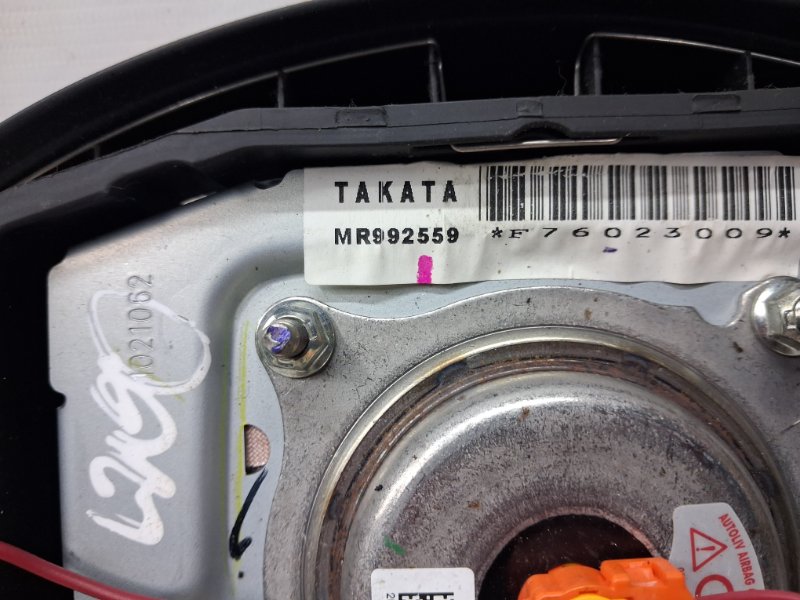 TAKATA
MR992559
*F76023009*
1021062
AUTOLIV AIRBAG